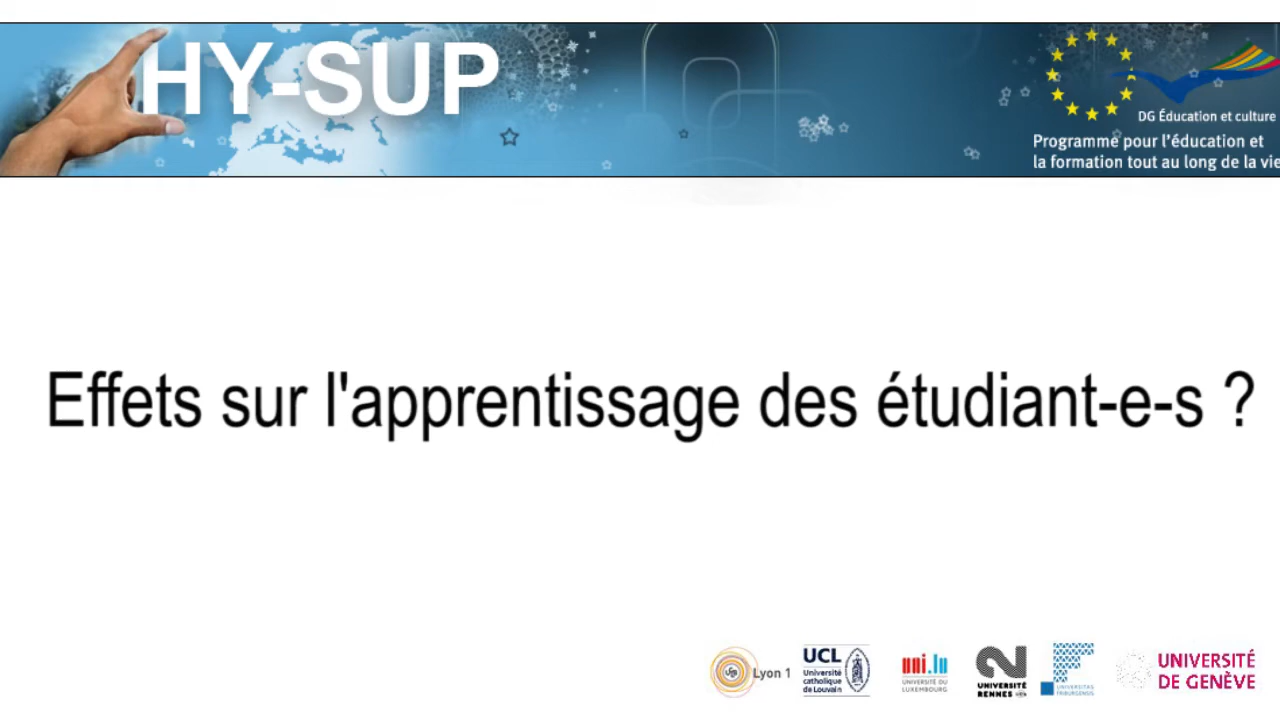 HY-SUP
DG Éducation et culture
Programme pour l'éducation et
la formation tout au long de la vie
Effets sur l'apprentissage des étudiant-e-s ?
Lyon 1
UCL
Université
catholique
de Louvain
uni.lu
UNIVERSITÉ DU
LUXEMBOURG
UNIVERSITÉ
RENNES
UNIVERSITAS
FRIBURGENSIS
UNIVERSITÉ
DE GENÈVE